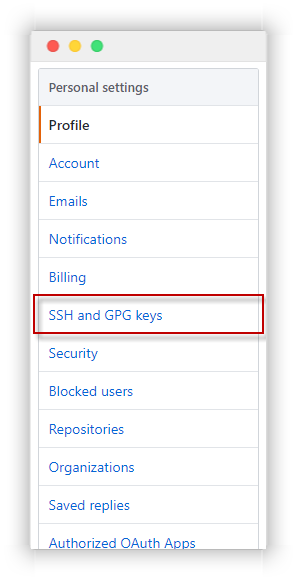 Personal settings
Profile
Account
Emails
Notifications
Billing
SSH and GPG keys
Security
Blocked users
Repositories
Organizations
Saved replies
Authorized OAuth Apps